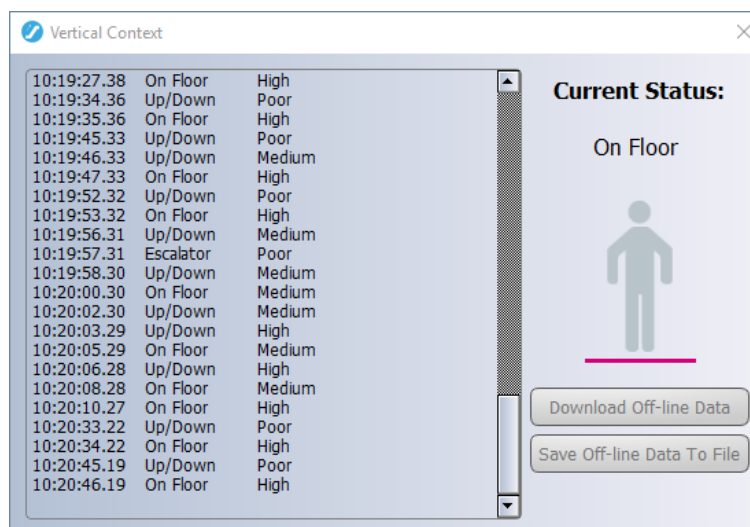 Vertical Context
10:19:27.38 On Floor High
10:19:34.36 Up/Down Poor
10:19:35.36 On Floor High
10:19:45.33 Up/Down Poor
10:19:46.33 Up/Down Medium
10:19:47.33 On Floor High
10:19:52.32 Up/Down Poor
10:19:53.32 On Floor High
10:19:56.31 Up/Down Medium
10:19:57.31 Escalator Poor
10:19:58.30 Up/Down Medium
10:20:00.30 On Floor Medium
10:20:02.30 Up/Down Medium
10:20:03.29 Up/Down High
10:20:05.29 On Floor Medium
10:20:06.28 Up/Down High
10:20:08.28 On Floor Medium
10:20:10.27 On Floor High
10:20:33.22 Up/Down Poor
10:20:34.22 On Floor High
10:20:45.19 Up/Down Poor
10:20:46.19 On Floor High
Current Status:
On Floor
Download Off-line Data
Save Off-line Data To File